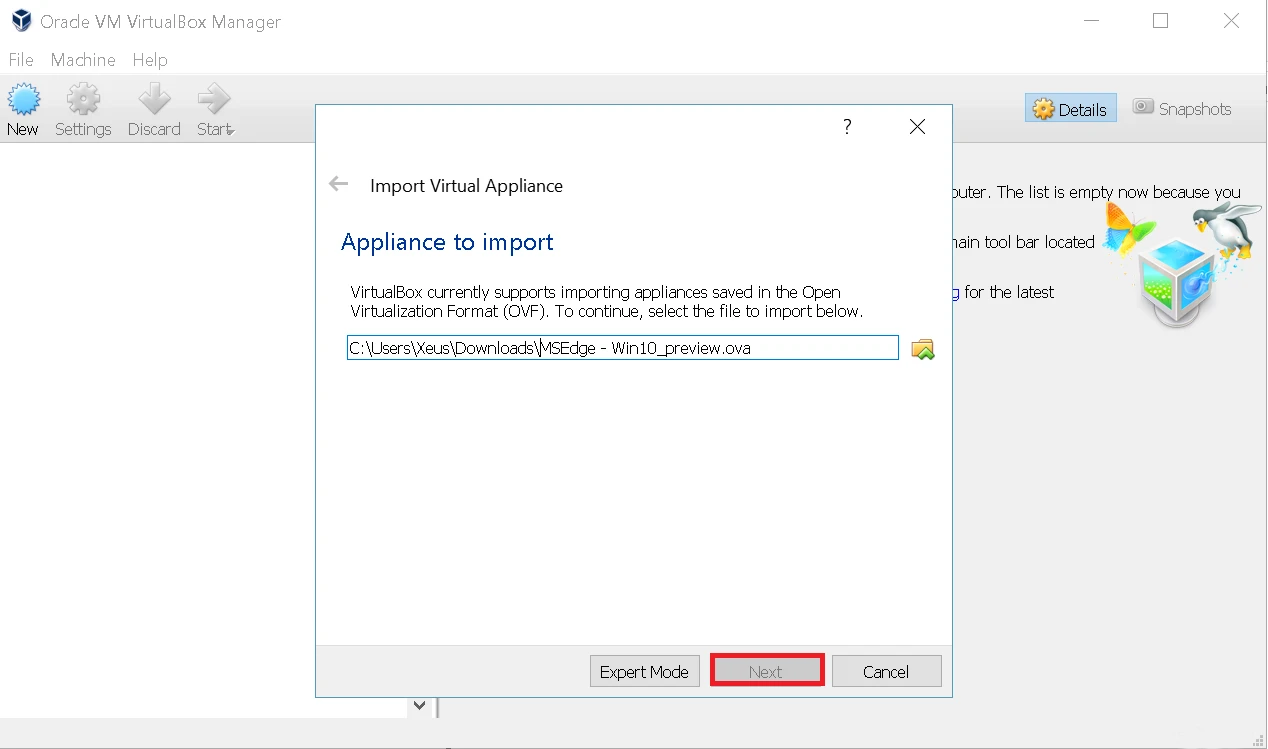 Oracle VM VirtualBox Manager
File Machine Help
New Settings Discard Start
Details Snapshots
?
Import Virtual Appliance
Appliance to import
VirtualBox currently supports importing appliances saved in the Open
Virtualization Format (OVF). To continue, select the file to import below.
C:\Users\Xeus\Downloads\MSEdge - Win10_preview.ova
Expert Mode Next Cancel
The list is empty now because you
tool bar located
for the latest